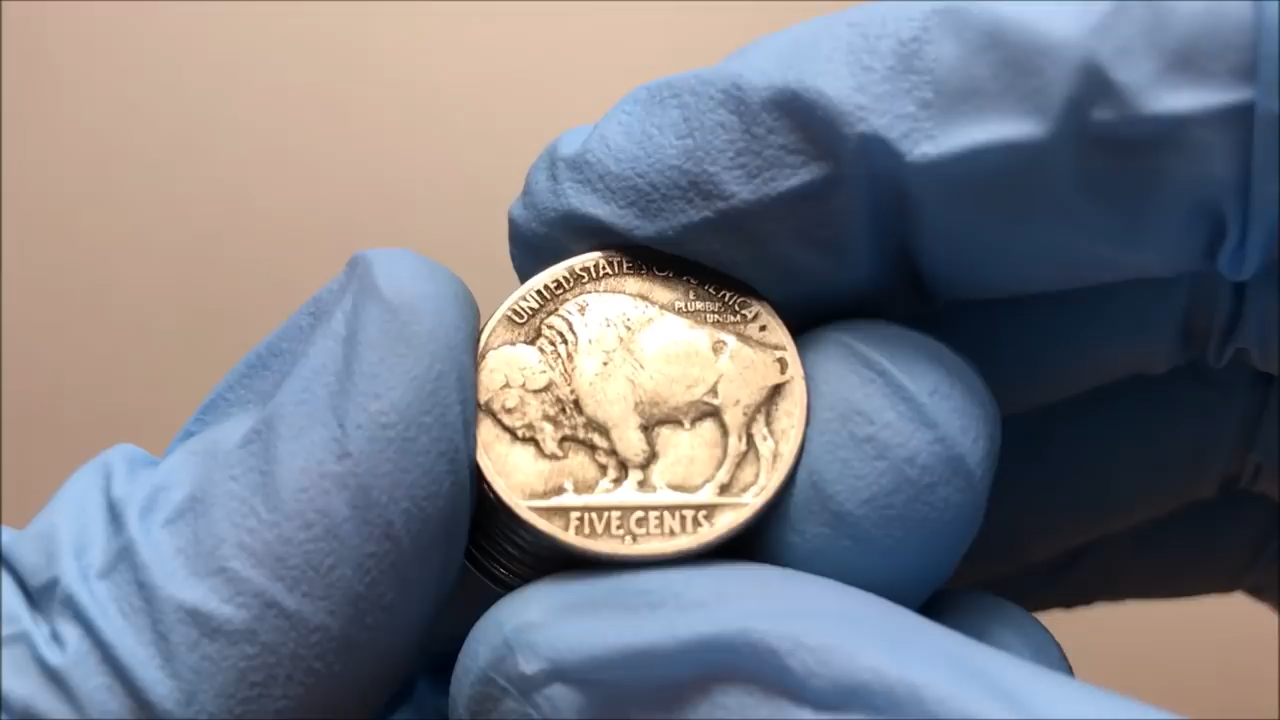 UNITED STATES OF AMERICA
E
PLURIBUS
UNUM
FIVE CENTS
S